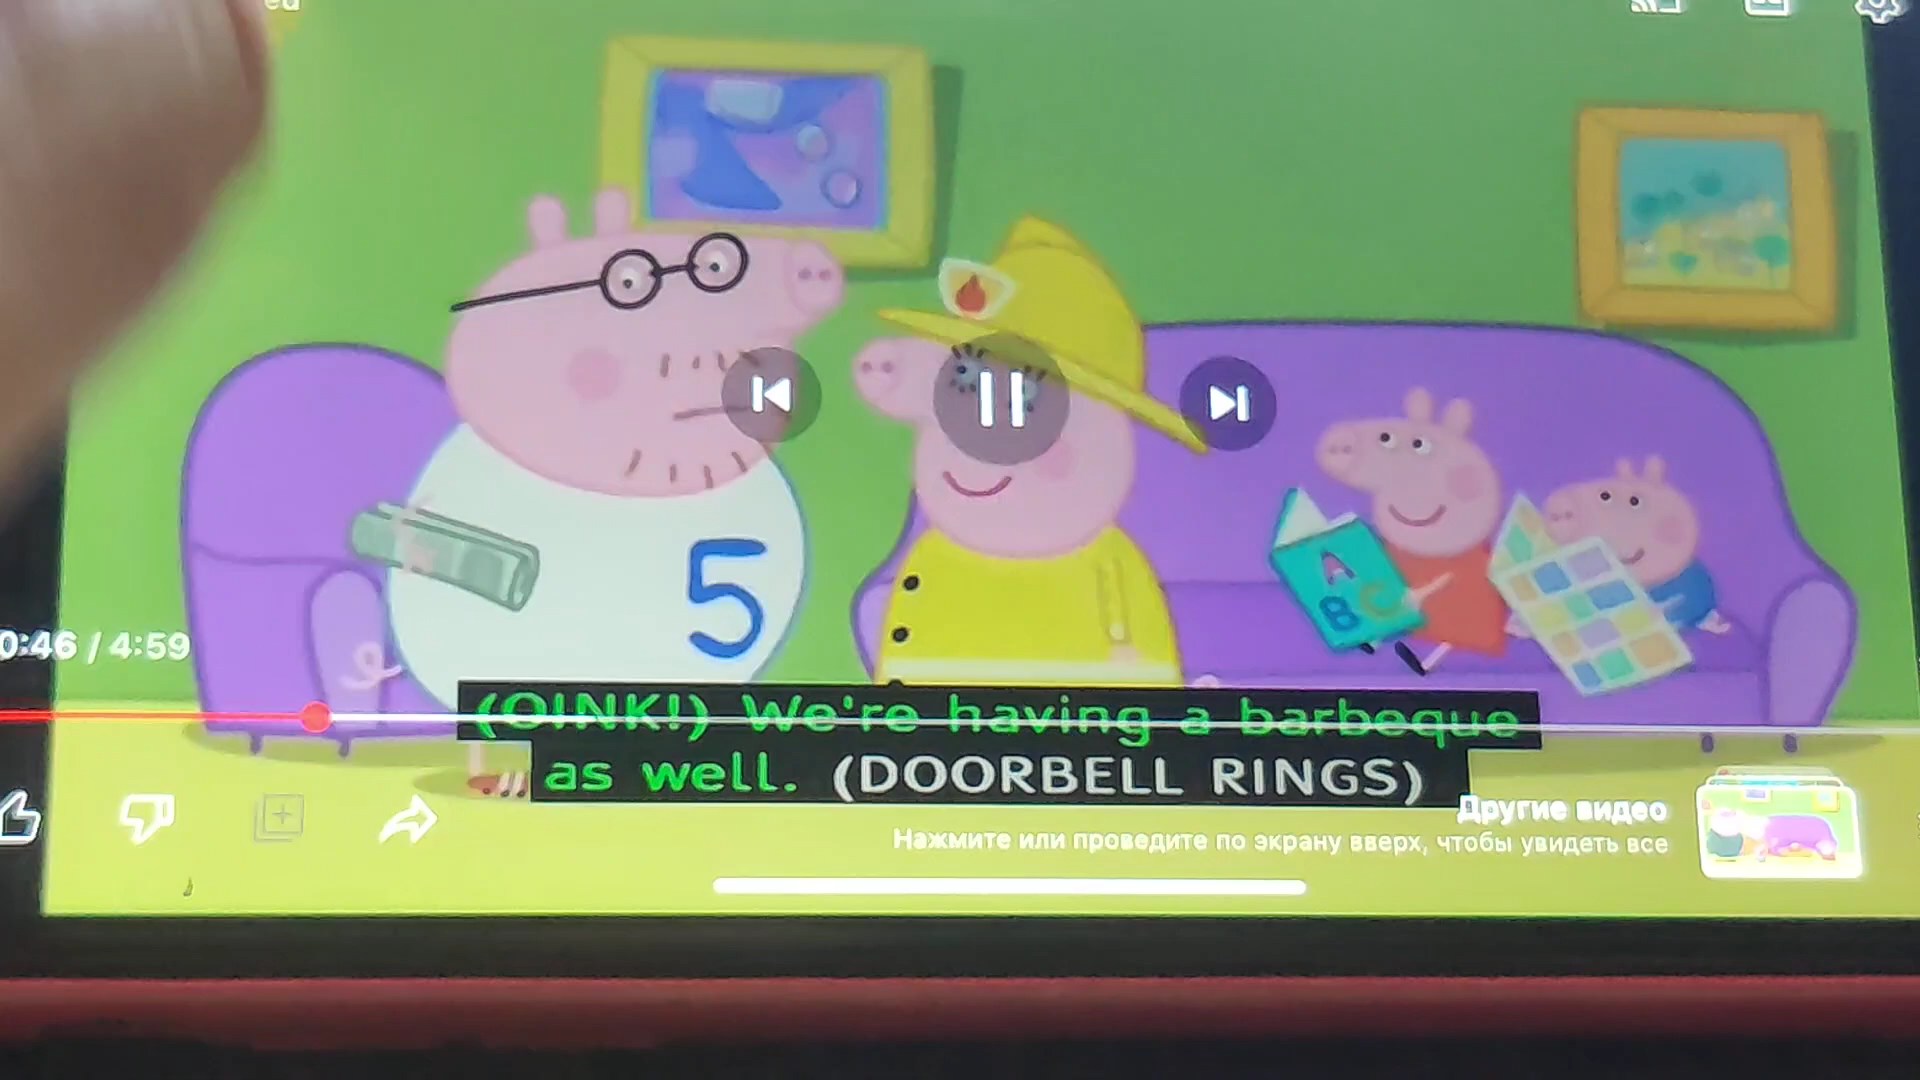 5
A
B C
0:46 / 4:59
(OINK!) We're having a barbeque
as well. (DOORBELL RINGS)
Другие видео
Нажмите или проведите по экрану вверх, чтобы увидеть все